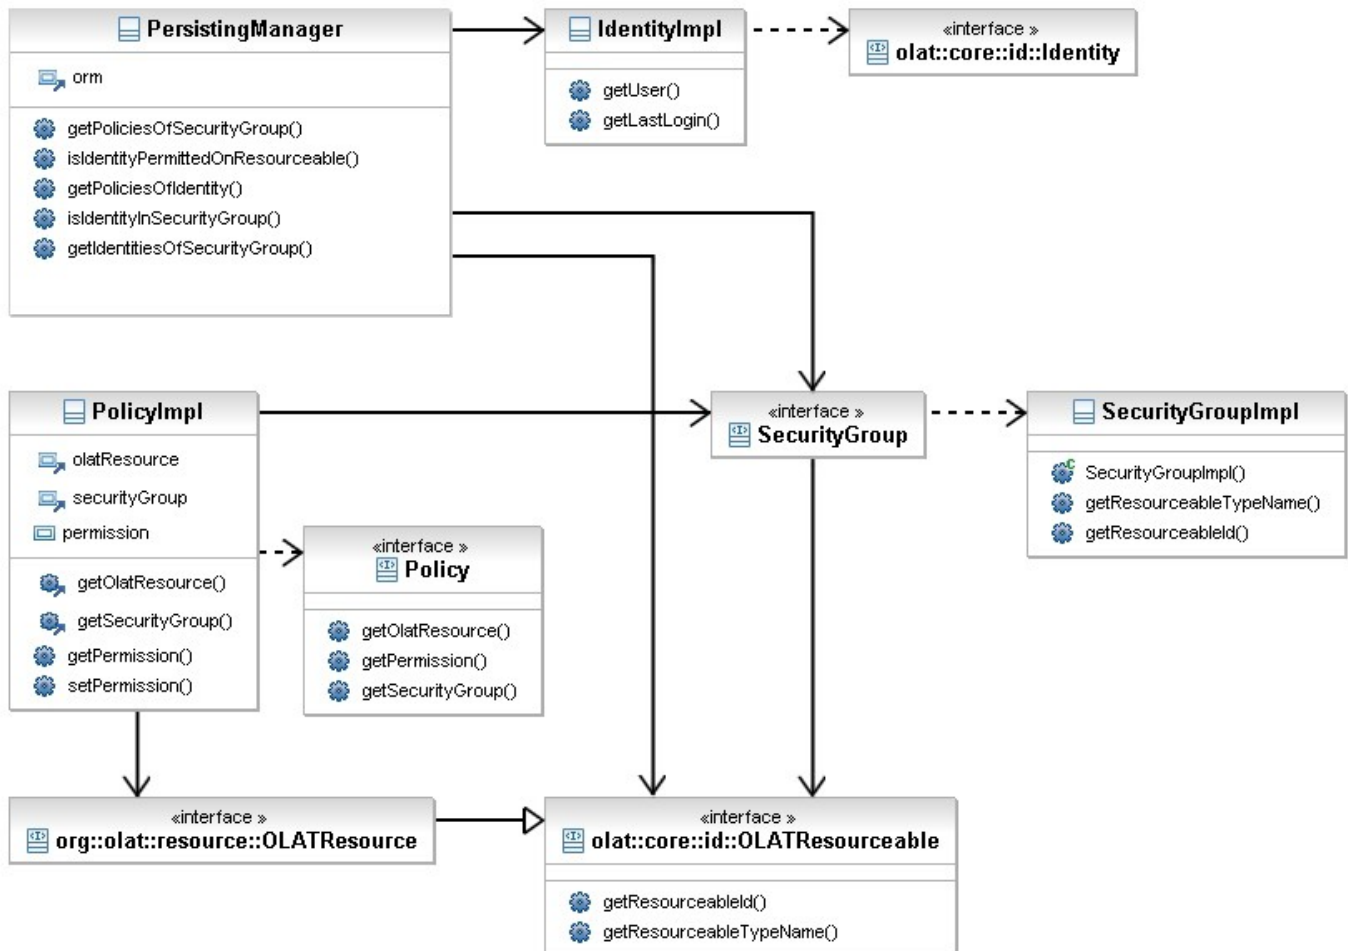 PersistingManager
orm
getPoliciesOfSecurityGroup()
isIdentityPermittedOnResourceable()
getPoliciesOfIdentity()
isIdentityInSecurityGroup()
getIdentitiesOfSecurityGroup()
IdentityImpl
getUser()
getLastLogin()
«interface »
olat::core::id::Identity
PolicyImpl
olatResource
securityGroup
permission
getOlatResource()
getSecurityGroup()
getPermission()
setPermission()
«interface »
Policy
getOlatResource()
getPermission()
getSecurityGroup()
«interface »
SecurityGroup
SecurityGroupImpl
SecurityGroupImpl()
getResourceableTypeName()
getResourceableId()
«interface »
org::olat::resource::OLATResource
«interface »
olat::core::id::OLATResourceable
getResourceableId()
getResourceableTypeName()